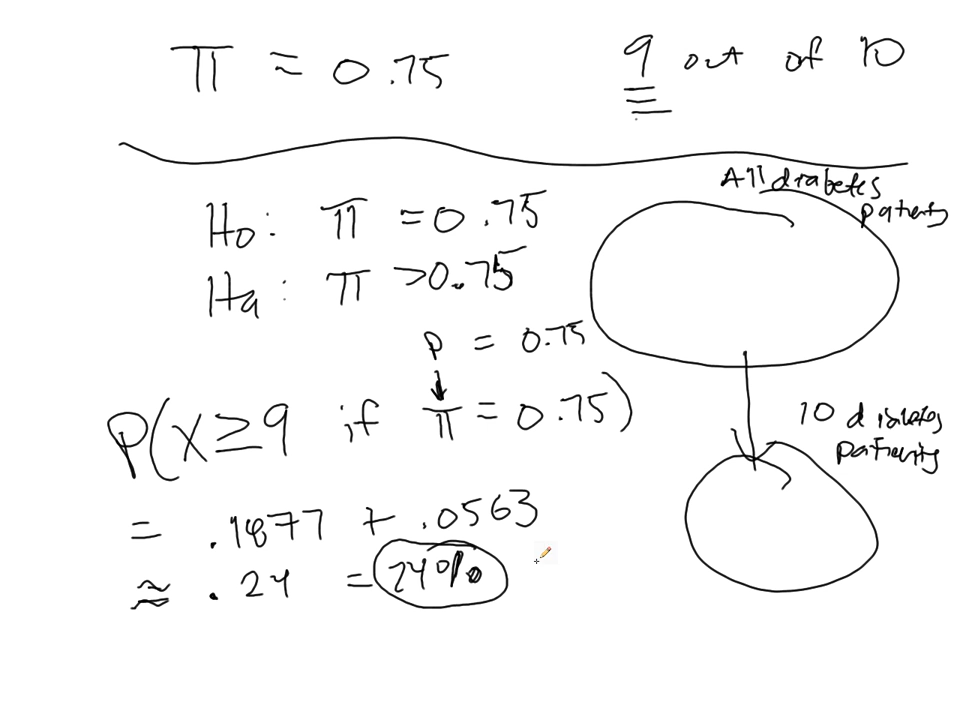 π = 0.75
9 out of 10
All diabetes
patients
H0: π = 0.75
Ha: π > 0.75
p = 0.75
P(X ≥ 9 if π = 0.75)
10 diabetes
patients
= .1877 + .0563
≈ .24 = 24%